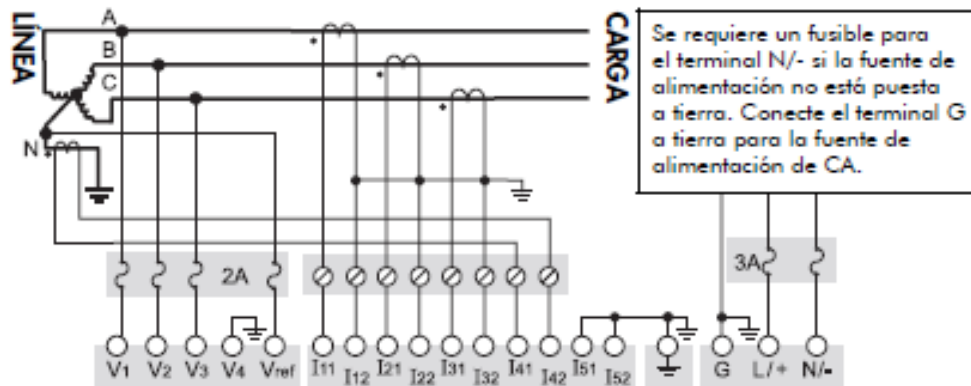 LÍNEA
A
B
C
N
CARGA
Se requiere un fusible para
el terminal N/- si la fuente de
alimentación no está puesta
a tierra. Conecte el terminal G
a tierra para la fuente de
alimentación de CA.
2A
3A
V1 V2 V3 V4 Vref I11 I12 I21 I22 I31 I32 I41 I42 I51 I52 G L/+ N/-